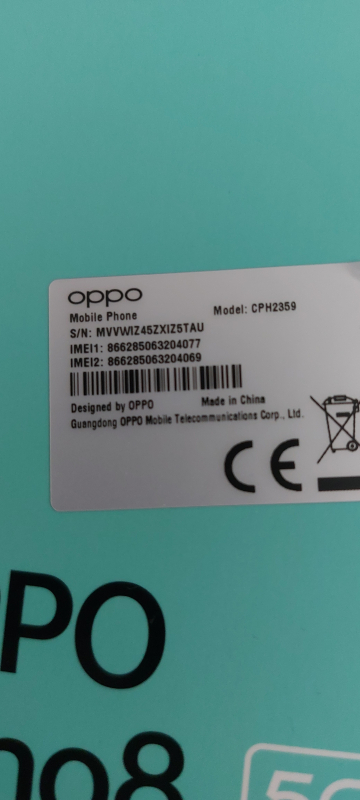 oppo
Mobile Phone Model: CPH2359
S/N: MVVWIZ45ZXIZ5TAU
IMEI1: 866285063204077
IMEI2: 866285063204069
Designed by OPPO Made in China
Guangdong OPPO Mobile Telecommunications Corp., Ltd.
CE
PPO
no8
5G